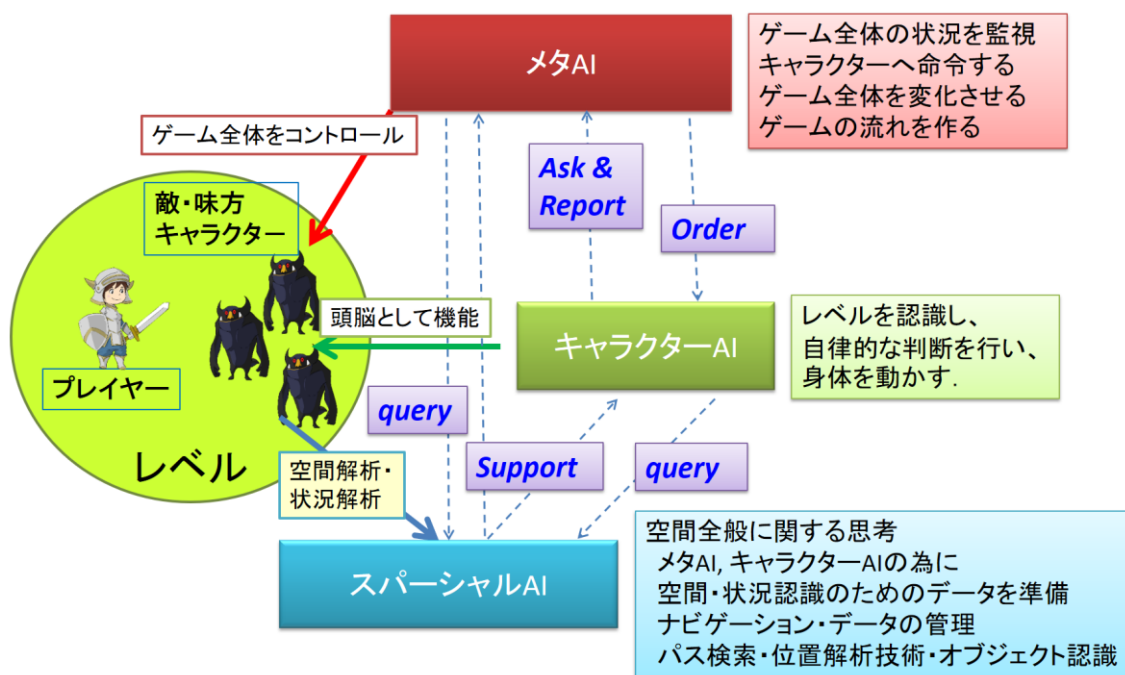 メタAI
ゲーム全体の状況を監視
キャラクターへ命令する
ゲーム全体を変化させる
ゲームの流れを作る
ゲーム全体をコントロール
敵・味方
キャラクター
Ask &
Report
Order
頭脳として機能
キャラクターAI
レベルを認識し、
自律的な判断を行い、
身体を動かす.
プレイヤー
レベル
query
空間解析・
状況解析
Support
query
スパーシャルAI
空間全般に関する思考
メタAI, キャラクターAIの為に
空間・状況認識のためのデータを準備
ナビゲーション・データの管理
パス検索・位置解析技術・オブジェクト認識